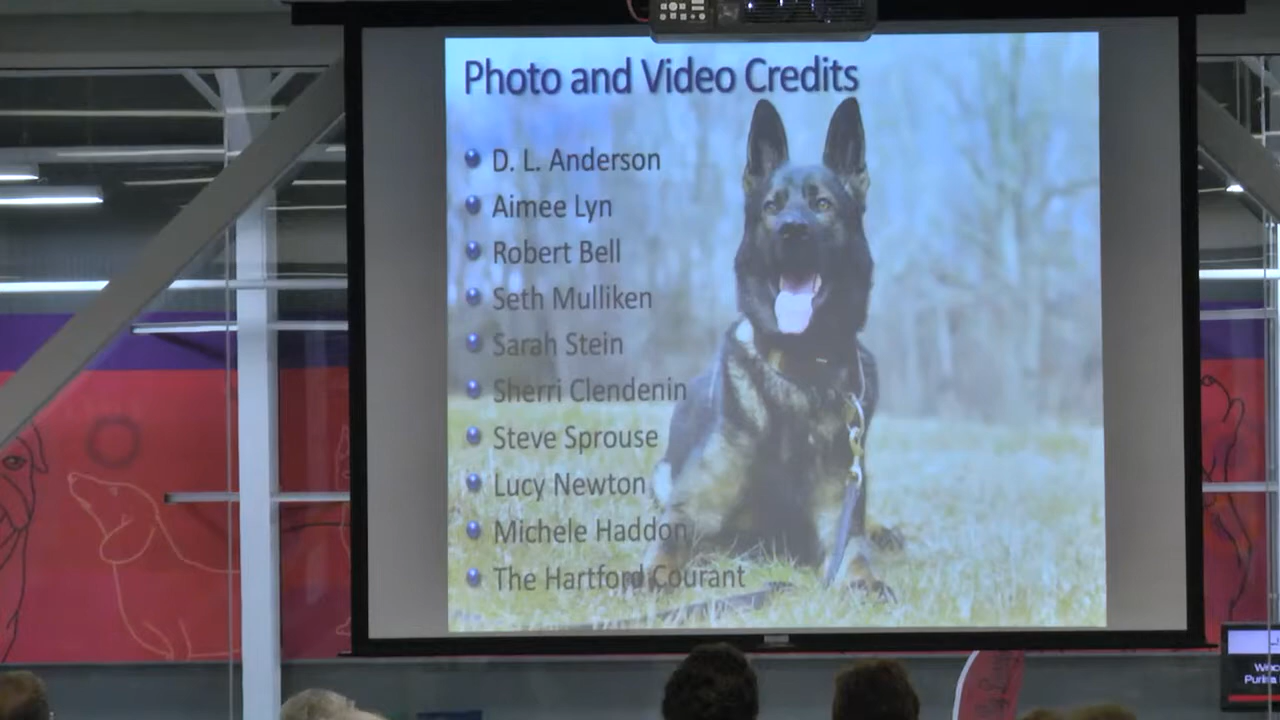 Photo and Video Credits
D. L. Anderson
Aimee Lyn
Robert Bell
Seth Mulliken
Sarah Stein
Sherri Clendenin
Steve Sprouse
Lucy Newton
Michele Haddon
The Hartford Courant